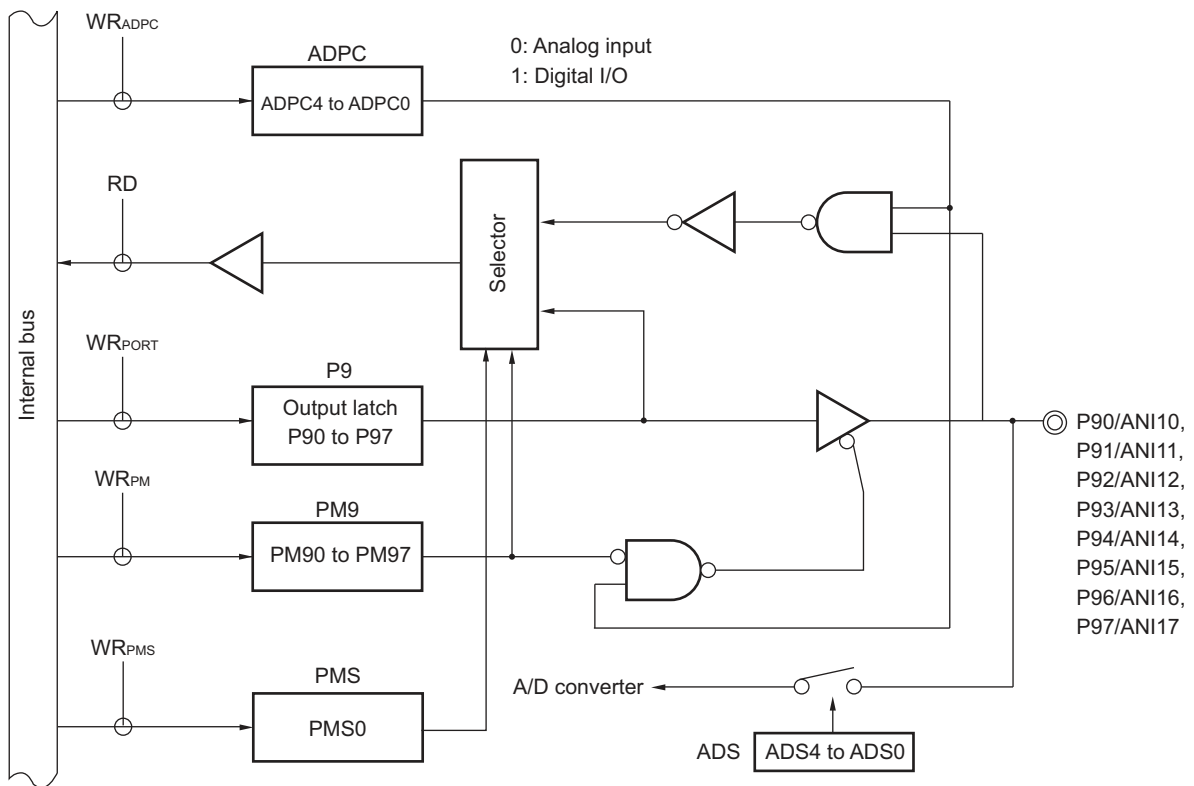 WRADPC
ADPC
ADPC4 to ADPC0
0: Analog input
1: Digital I/O
RD
Selector
Internal bus
WRPORT
P9
Output latch
P90 to P97
WRPM
PM9
PM90 to PM97
WRPMS
PMS
PMS0
P90/ANI10,
P91/ANI11,
P92/ANI12,
P93/ANI13,
P94/ANI14,
P95/ANI15,
P96/ANI16,
P97/ANI17
A/D converter
ADS
ADS4 to ADS0